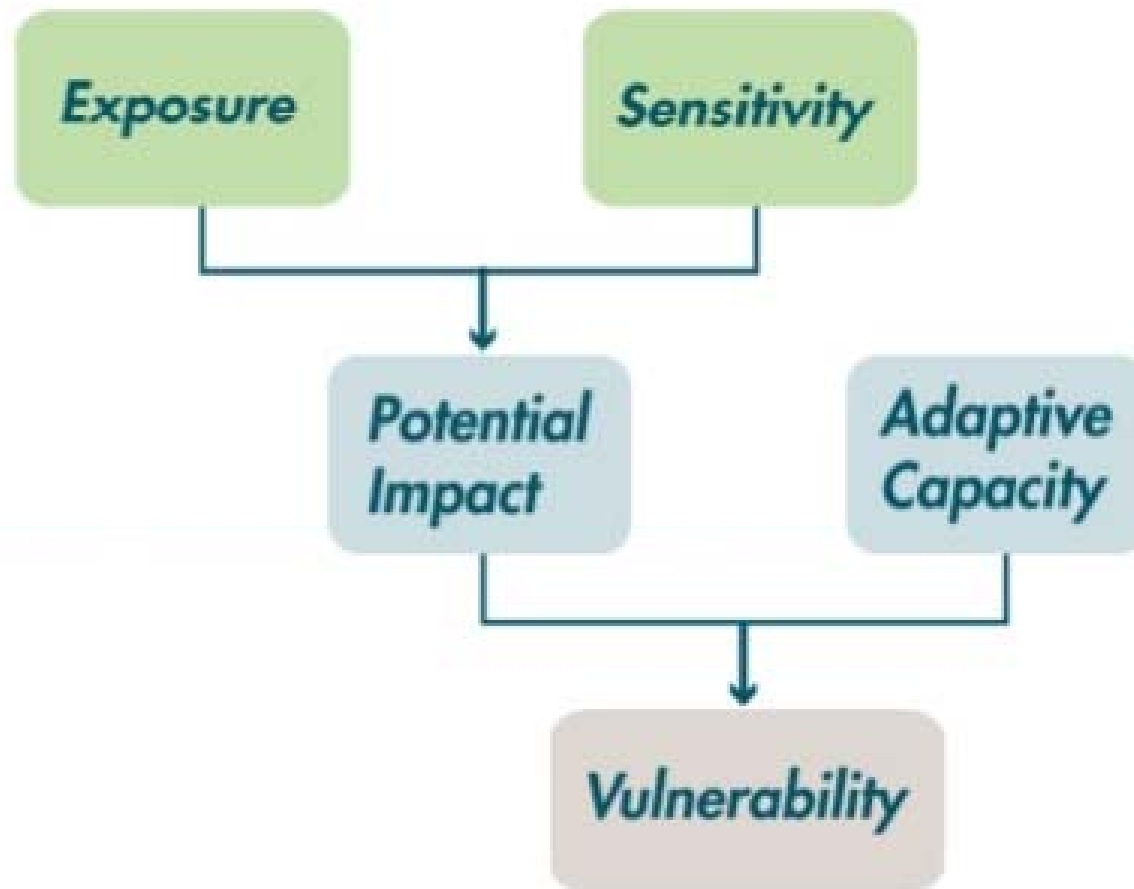 Exposure
Sensitivity
Potential
Impact
Adaptive
Capacity
Vulnerability